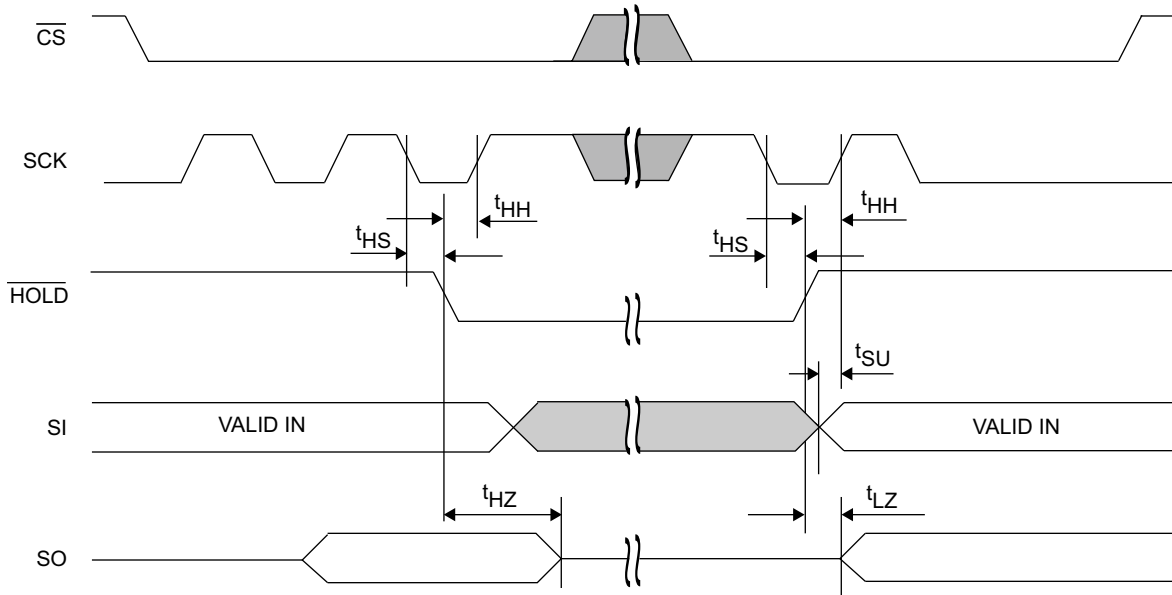 CS
SCK
tHH
tHH
tHS
tHS
HOLD
tSU
SI
VALID IN
VALID IN
tHZ
tLZ
SO